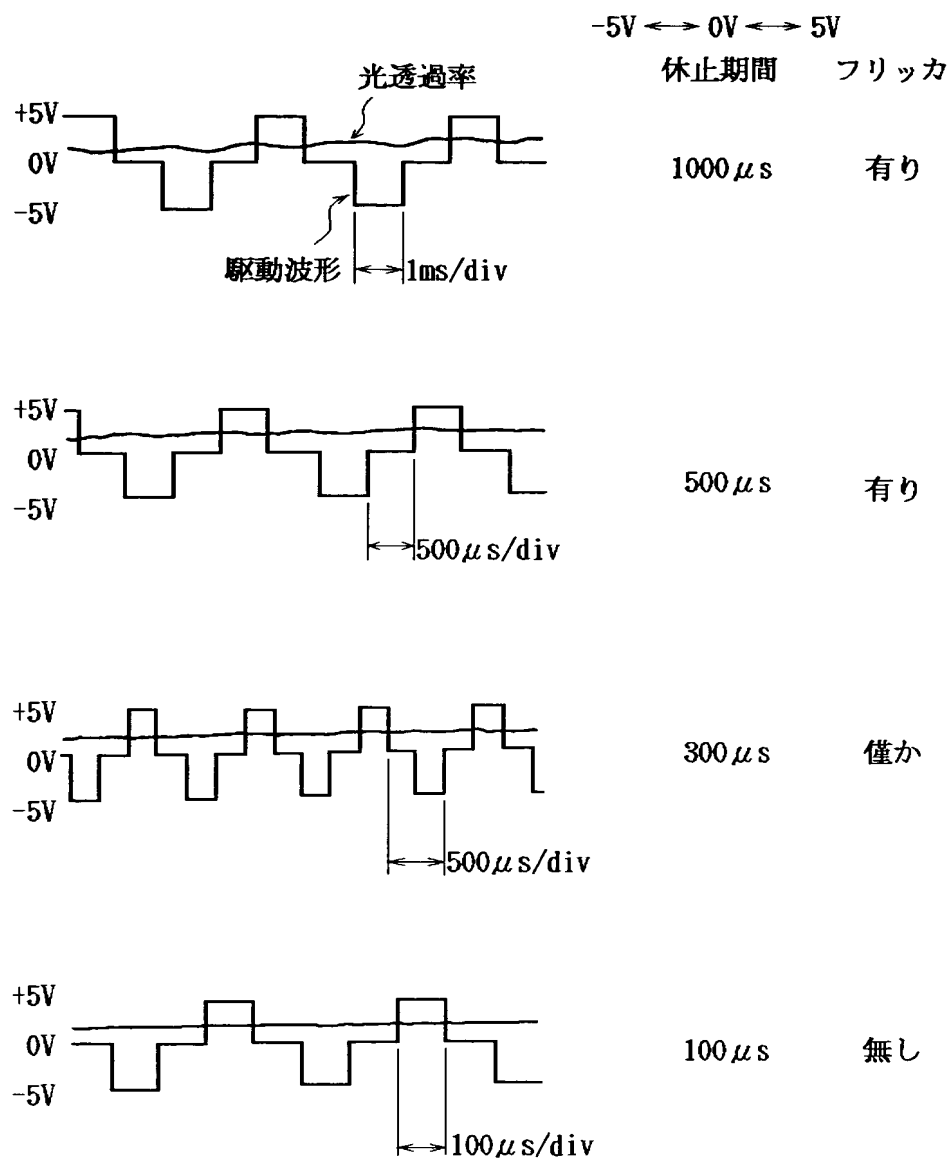 -5V ←→ 0V ←→ 5V
休止期間 フリッカ
光透過率
+5V
0V
-5V
駆動波形
1ms/div
1000μs 有り
+5V
0V
-5V
500μs/div
500μs 有り
+5V
0V
-5V
500μs/div
300μs 僅か
+5V
0V
-5V
100μs/div
100μs 無し